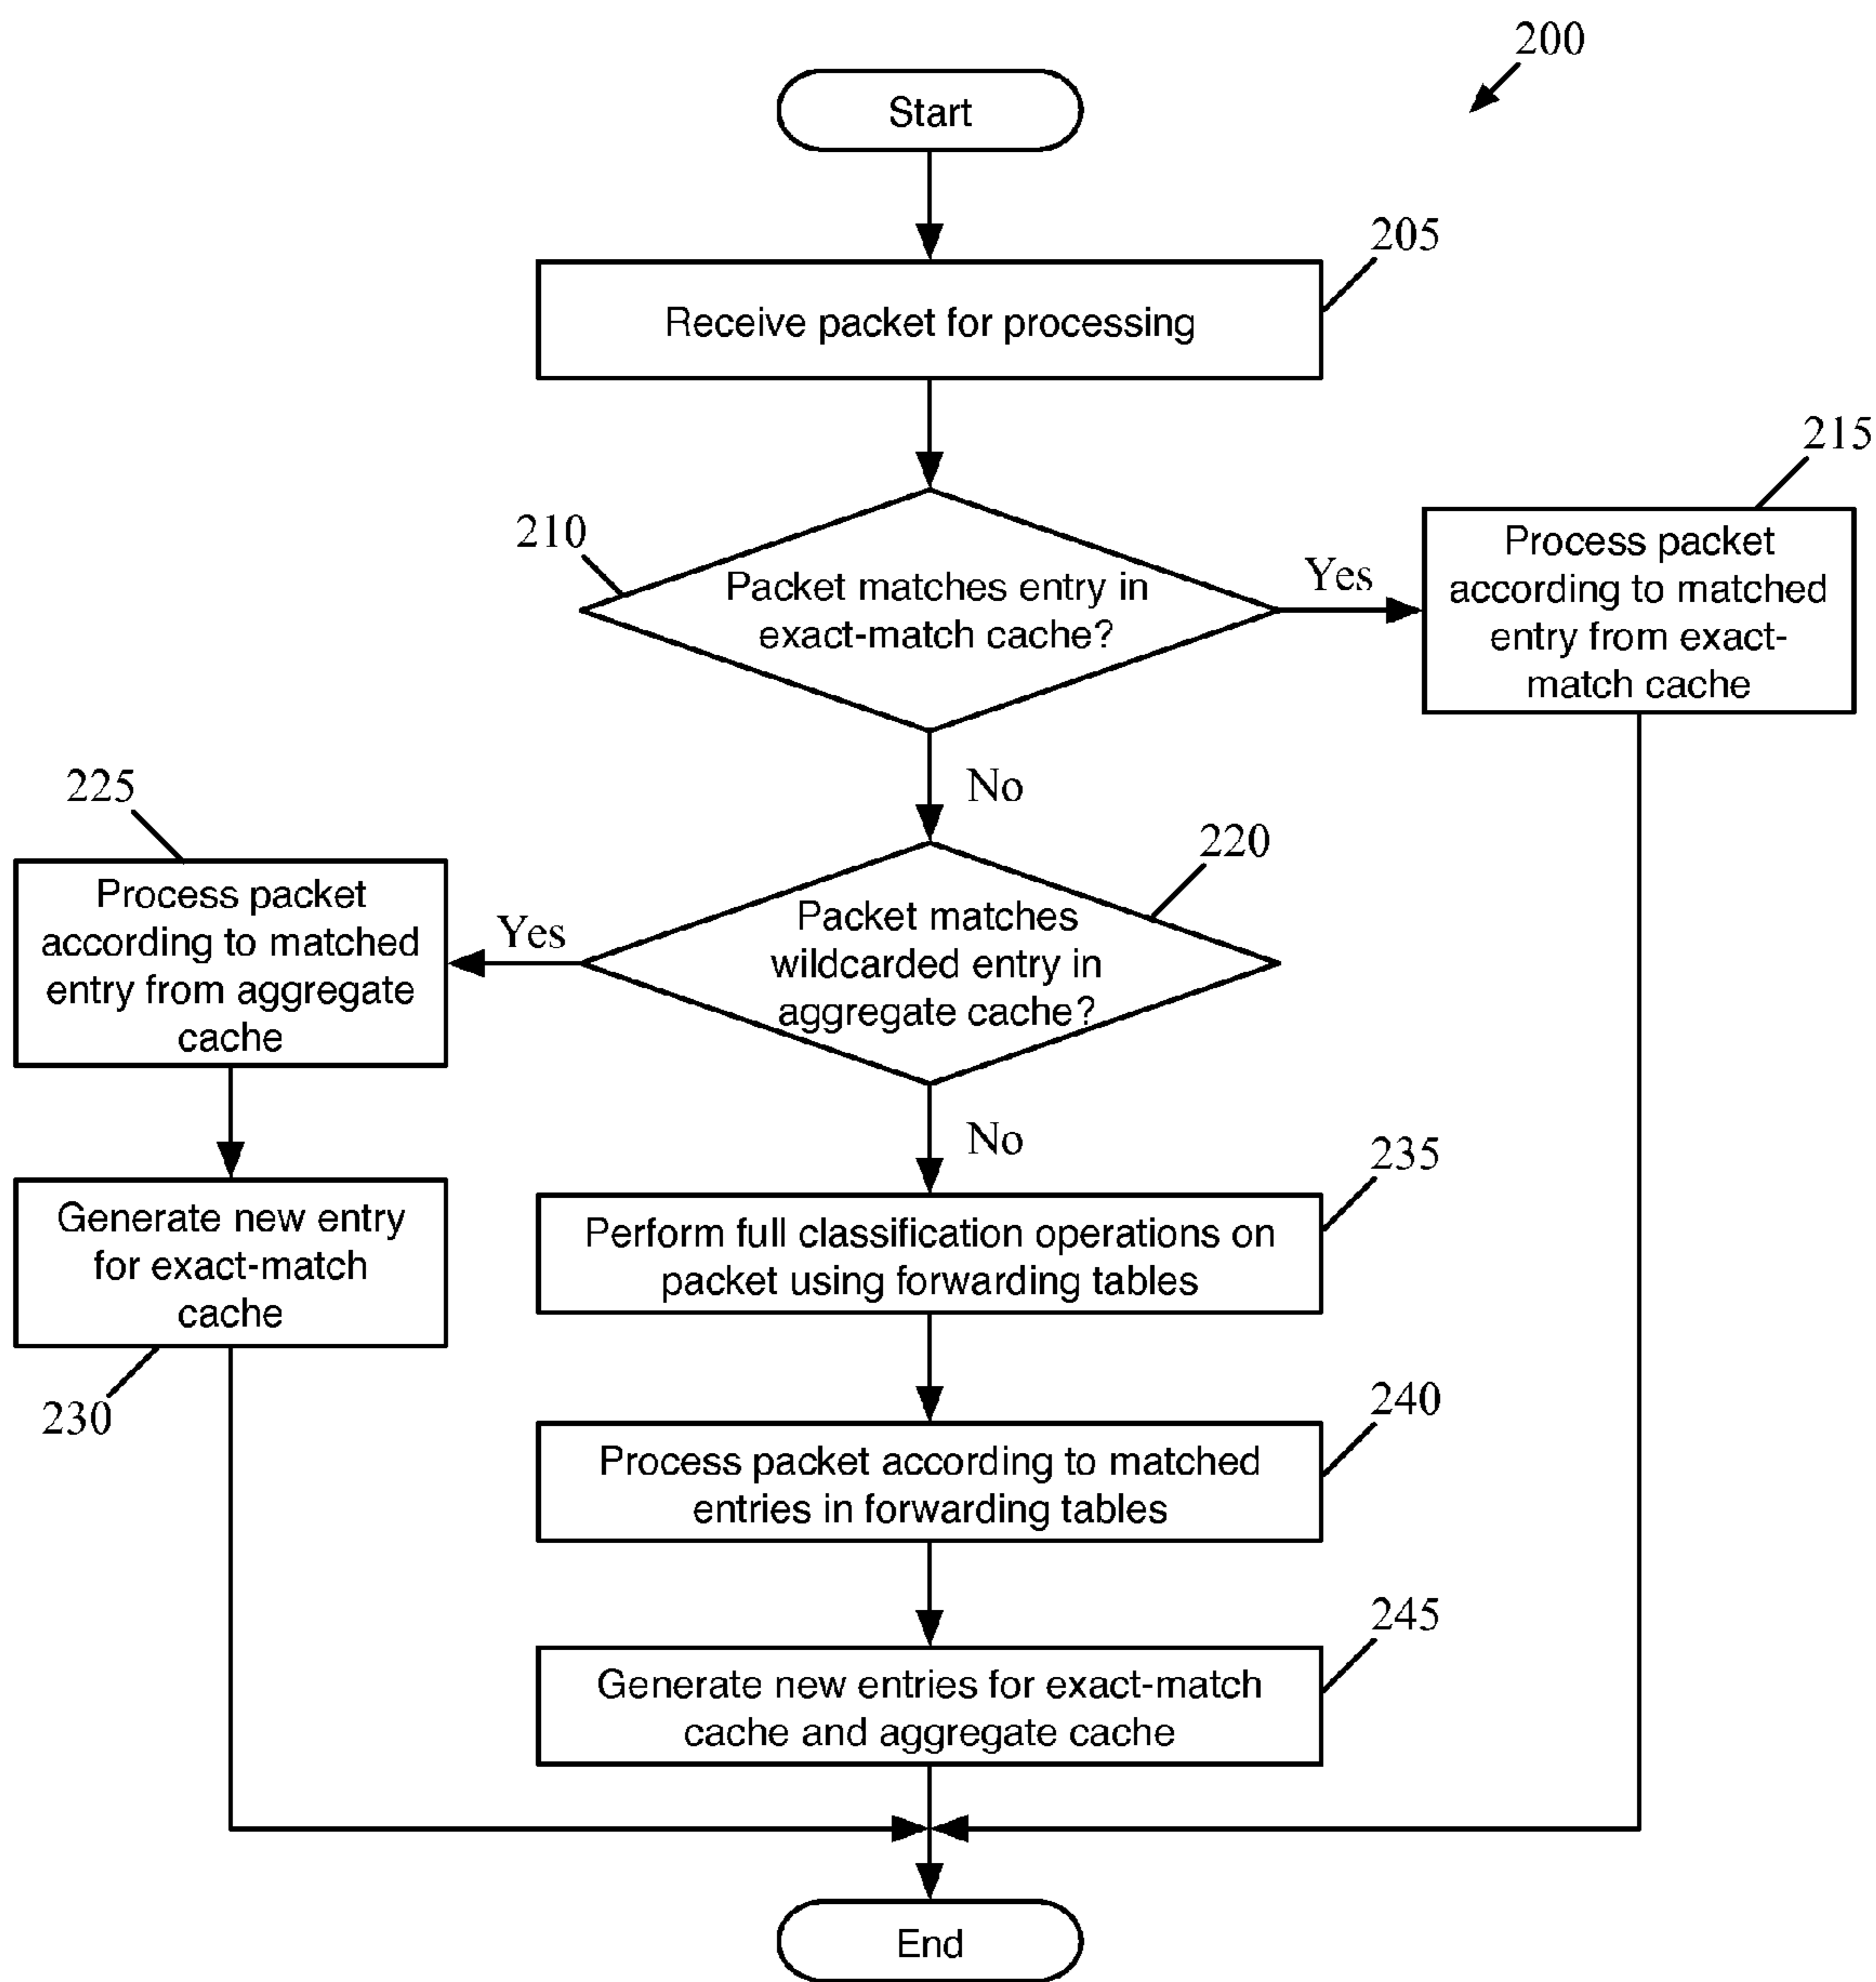 200
Start
205
Receive packet for processing
210
Packet matches entry in
exact-match cache?
Yes
215
Process packet
according to matched
entry from exact-
match cache
No
220
Packet matches
wildcarded entry in
aggregate cache?
Yes
225
Process packet
according to matched
entry from aggregate
cache
Generate new entry
for exact-match
cache
230
No
235
Perform full classification operations on
packet using forwarding tables
240
Process packet according to matched
entries in forwarding tables
245
Generate new entries for exact-match
cache and aggregate cache
End